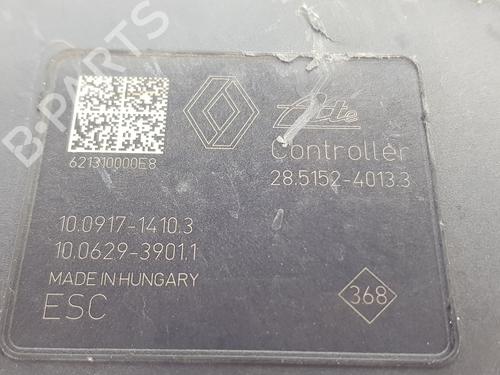 B-PARTS
621310000E8
Ate
Controller
28.5152-4013.3
10.0917-1410.3
10.0629-3901.1
MADE IN HUNGARY
ESC
368